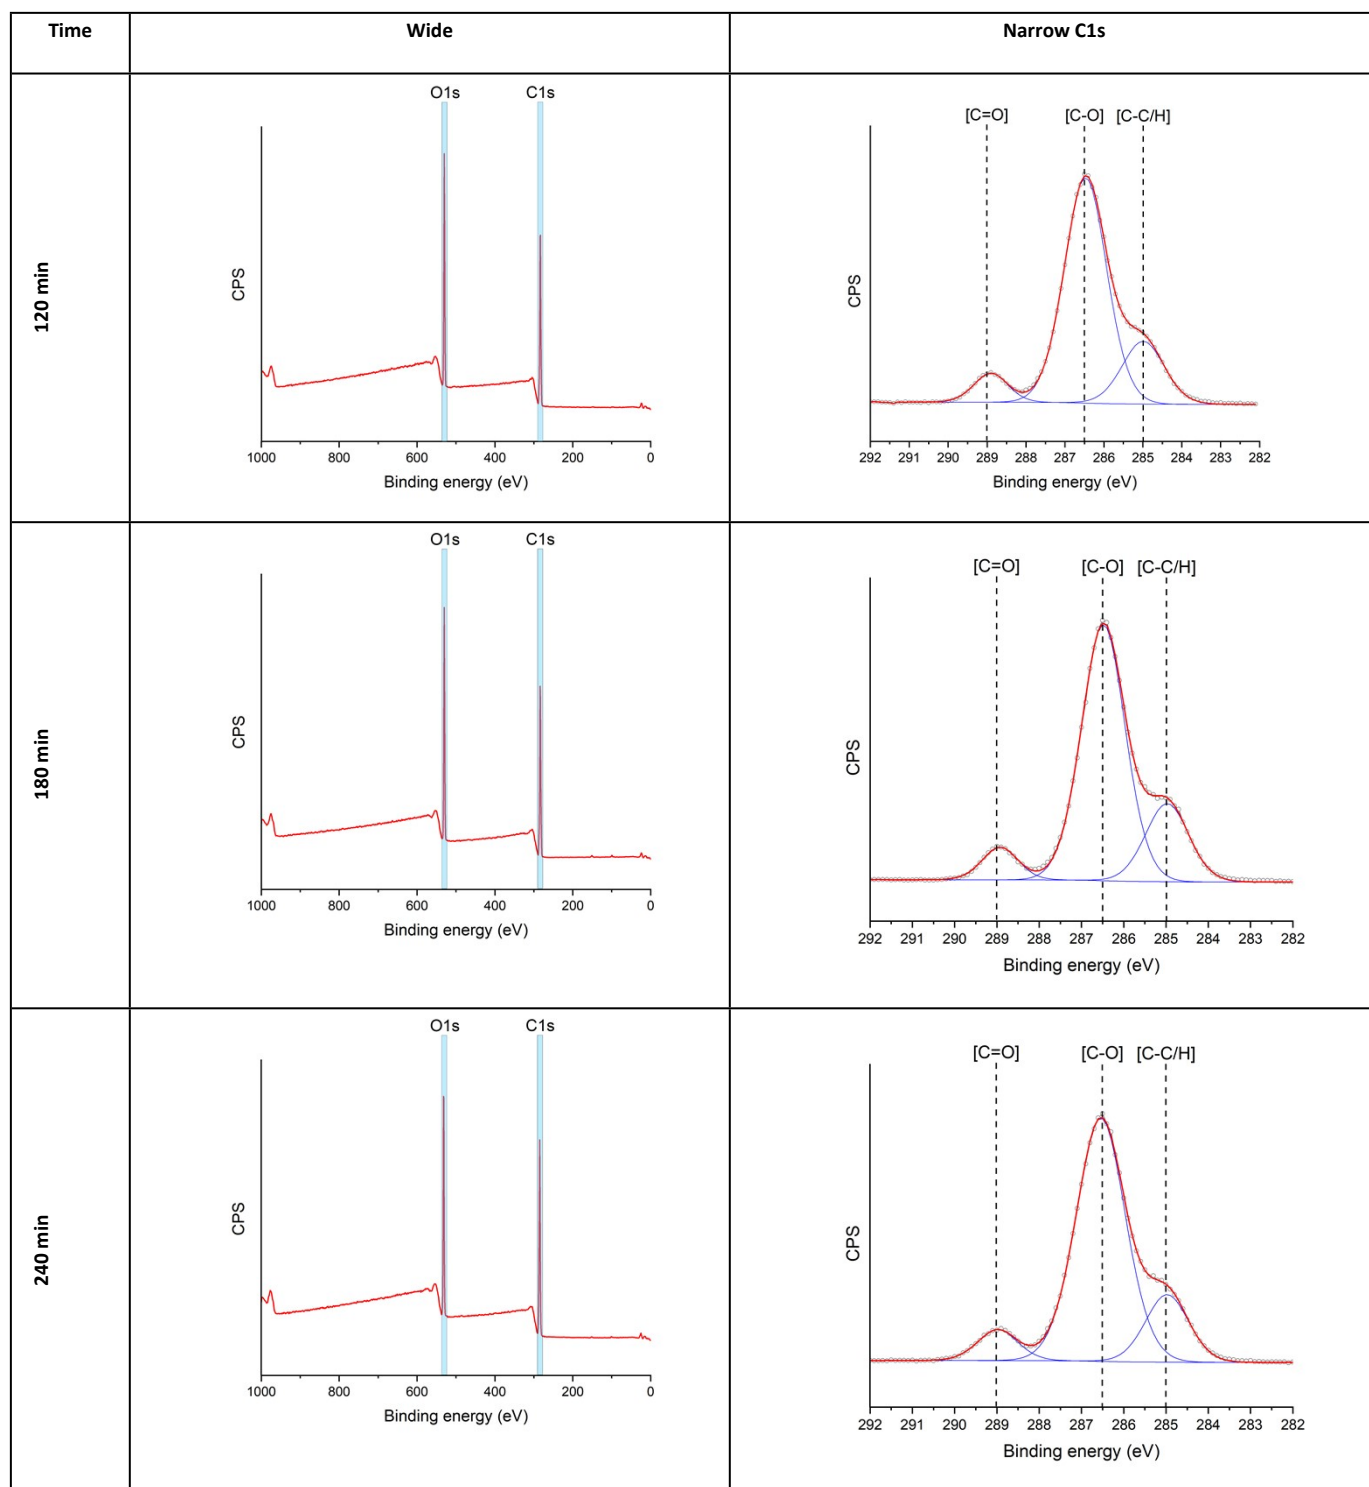 Time Wide Narrow C1s
120 min
O1s C1s
CPS
1000 800 600 400 200 0
Binding energy (eV)
[C=O] [C-O] [C-C/H]
CPS
292 291 290 289 288 287 286 285 284 283 282
Binding energy (eV)
180 min
O1s C1s
CPS
1000 800 600 400 200 0
Binding energy (eV)
[C=O] [C-O] [C-C/H]
CPS
292 291 290 289 288 287 286 285 284 283 282
Binding energy (eV)
240 min
O1s C1s
CPS
1000 800 600 400 200 0
Binding energy (eV)
[C=O] [C-O] [C-C/H]
CPS
292 291 290 289 288 287 286 285 284 283 282
Binding energy (eV)